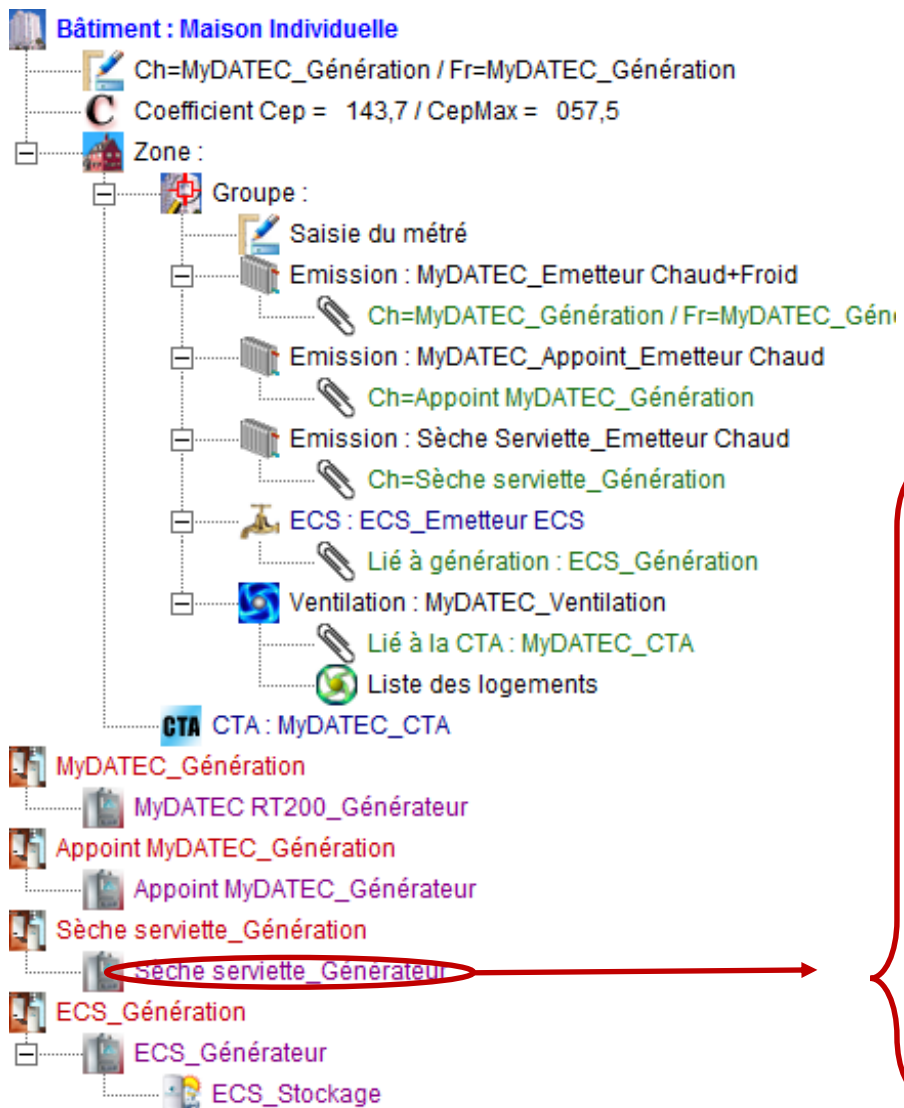 Bâtiment : Maison Individuelle
Ch=MyDATEC_Génération / Fr=MyDATEC_Génération
C Coefficient Cep = 143,7 / CepMax = 057,5
Zone :
Groupe :
Saisie du métré
Emission : MyDATEC_Emetteur Chaud+Froid
Ch=MyDATEC_Génération / Fr=MyDATEC_Géné
Emission : MyDATEC_Appoint_Emetteur Chaud
Ch=Appoint MyDATEC_Génération
Emission : Sèche Serviette_Emetteur Chaud
Ch=Sèche serviette_Génération
ECS : ECS_Emetteur ECS
Lié à génération : ECS_Génération
Ventilation : MyDATEC_Ventilation
Lié à la CTA : MyDATEC_CTA
Liste des logements
CTA CTA : MyDATEC_CTA
MyDATEC_Génération
MyDATEC RT200_Générateur
Appoint MyDATEC_Génération
Appoint MyDATEC_Générateur
Sèche serviette_Génération
Sèche serviette_Générateur
ECS_Génération
ECS_Générateur
ECS_Stockage